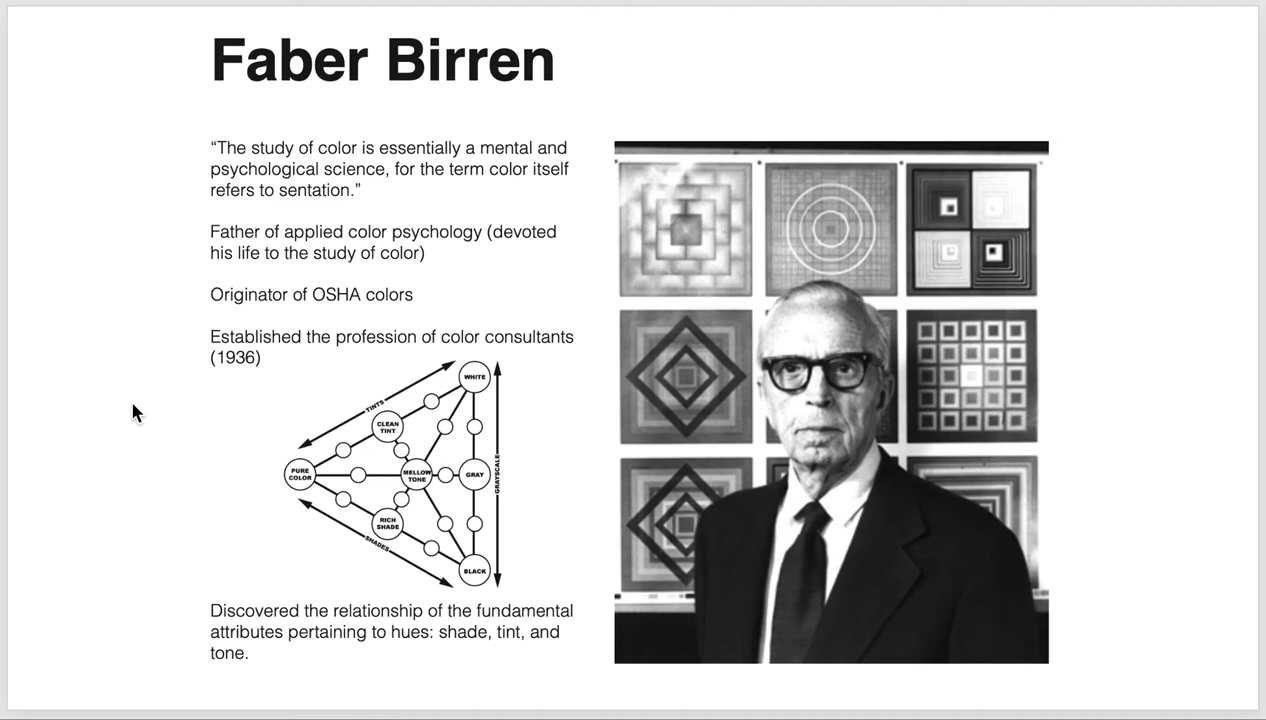 Faber Birren
“The study of color is essentially a mental and
psychological science, for the term color itself
refers to sentation.”
Father of applied color psychology (devoted
his life to the study of color)
Originator of OSHA colors
Established the profession of color consultants
(1936)
WHITE
TINTS
CLEAN
TINT
PURE
COLOR
MELLOW
TONE
GRAY
GRAYSCALE
RICH
SHADE
SHADES
BLACK
Discovered the relationship of the fundamental
attributes pertaining to hues: shade, tint, and
tone.